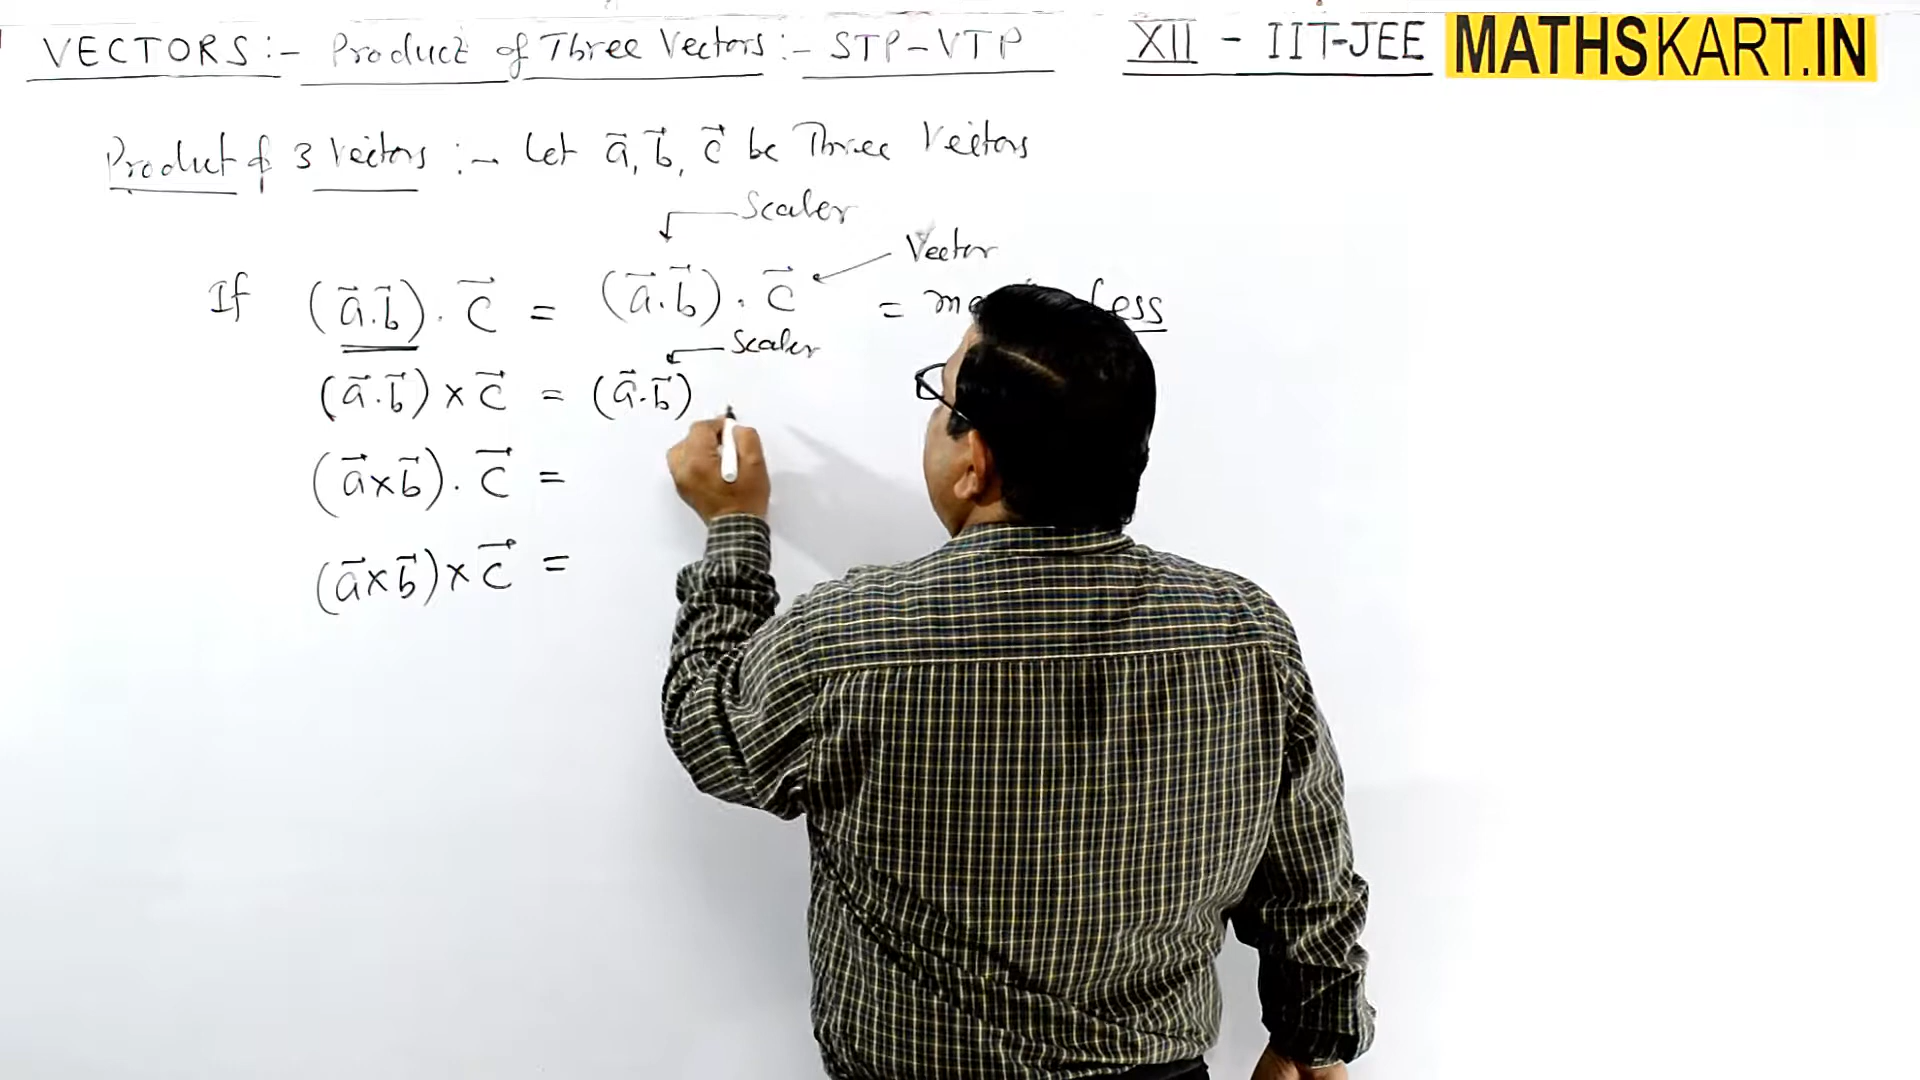 VECTORS:- Product of Three Vectors:- STP-VTP XII - IIT-JEE MATHSKART.IN
Product of 3 Vectors :- Let a⃗, b⃗, c⃗ be Three Vectors
Scaler
Vector
If (a⃗.b⃗). c⃗ = (a⃗.b⃗). c⃗ =
Scaler
(a⃗.b⃗) × c⃗ = (a⃗.b⃗)
(a⃗×b⃗). c⃗ =
(a⃗×b⃗)× c⃗ =